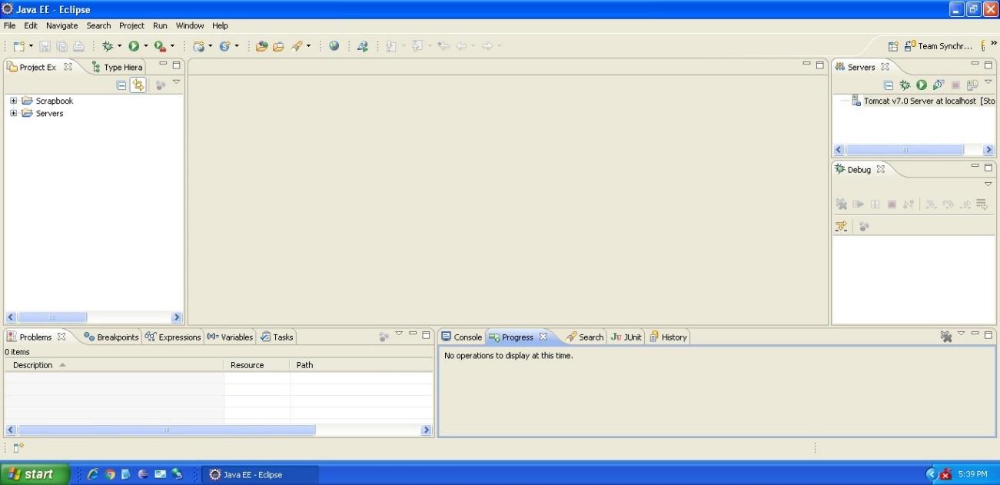 Java EE - Eclipse
File Edit Navigate Search Project Run Window Help
Team Synchr... »
Project Ex
Type Hiera
Scrapbook
Servers
Servers
Tomcat v7.0 Server at localhost [Sto
Debug
Problems Breakpoints Expressions (x)= Variables Tasks
0 items
Description Resource Path
Console Progress Search Ju JUnit History
No operations to display at this time.
start
Java EE - Eclipse
5:39 PM